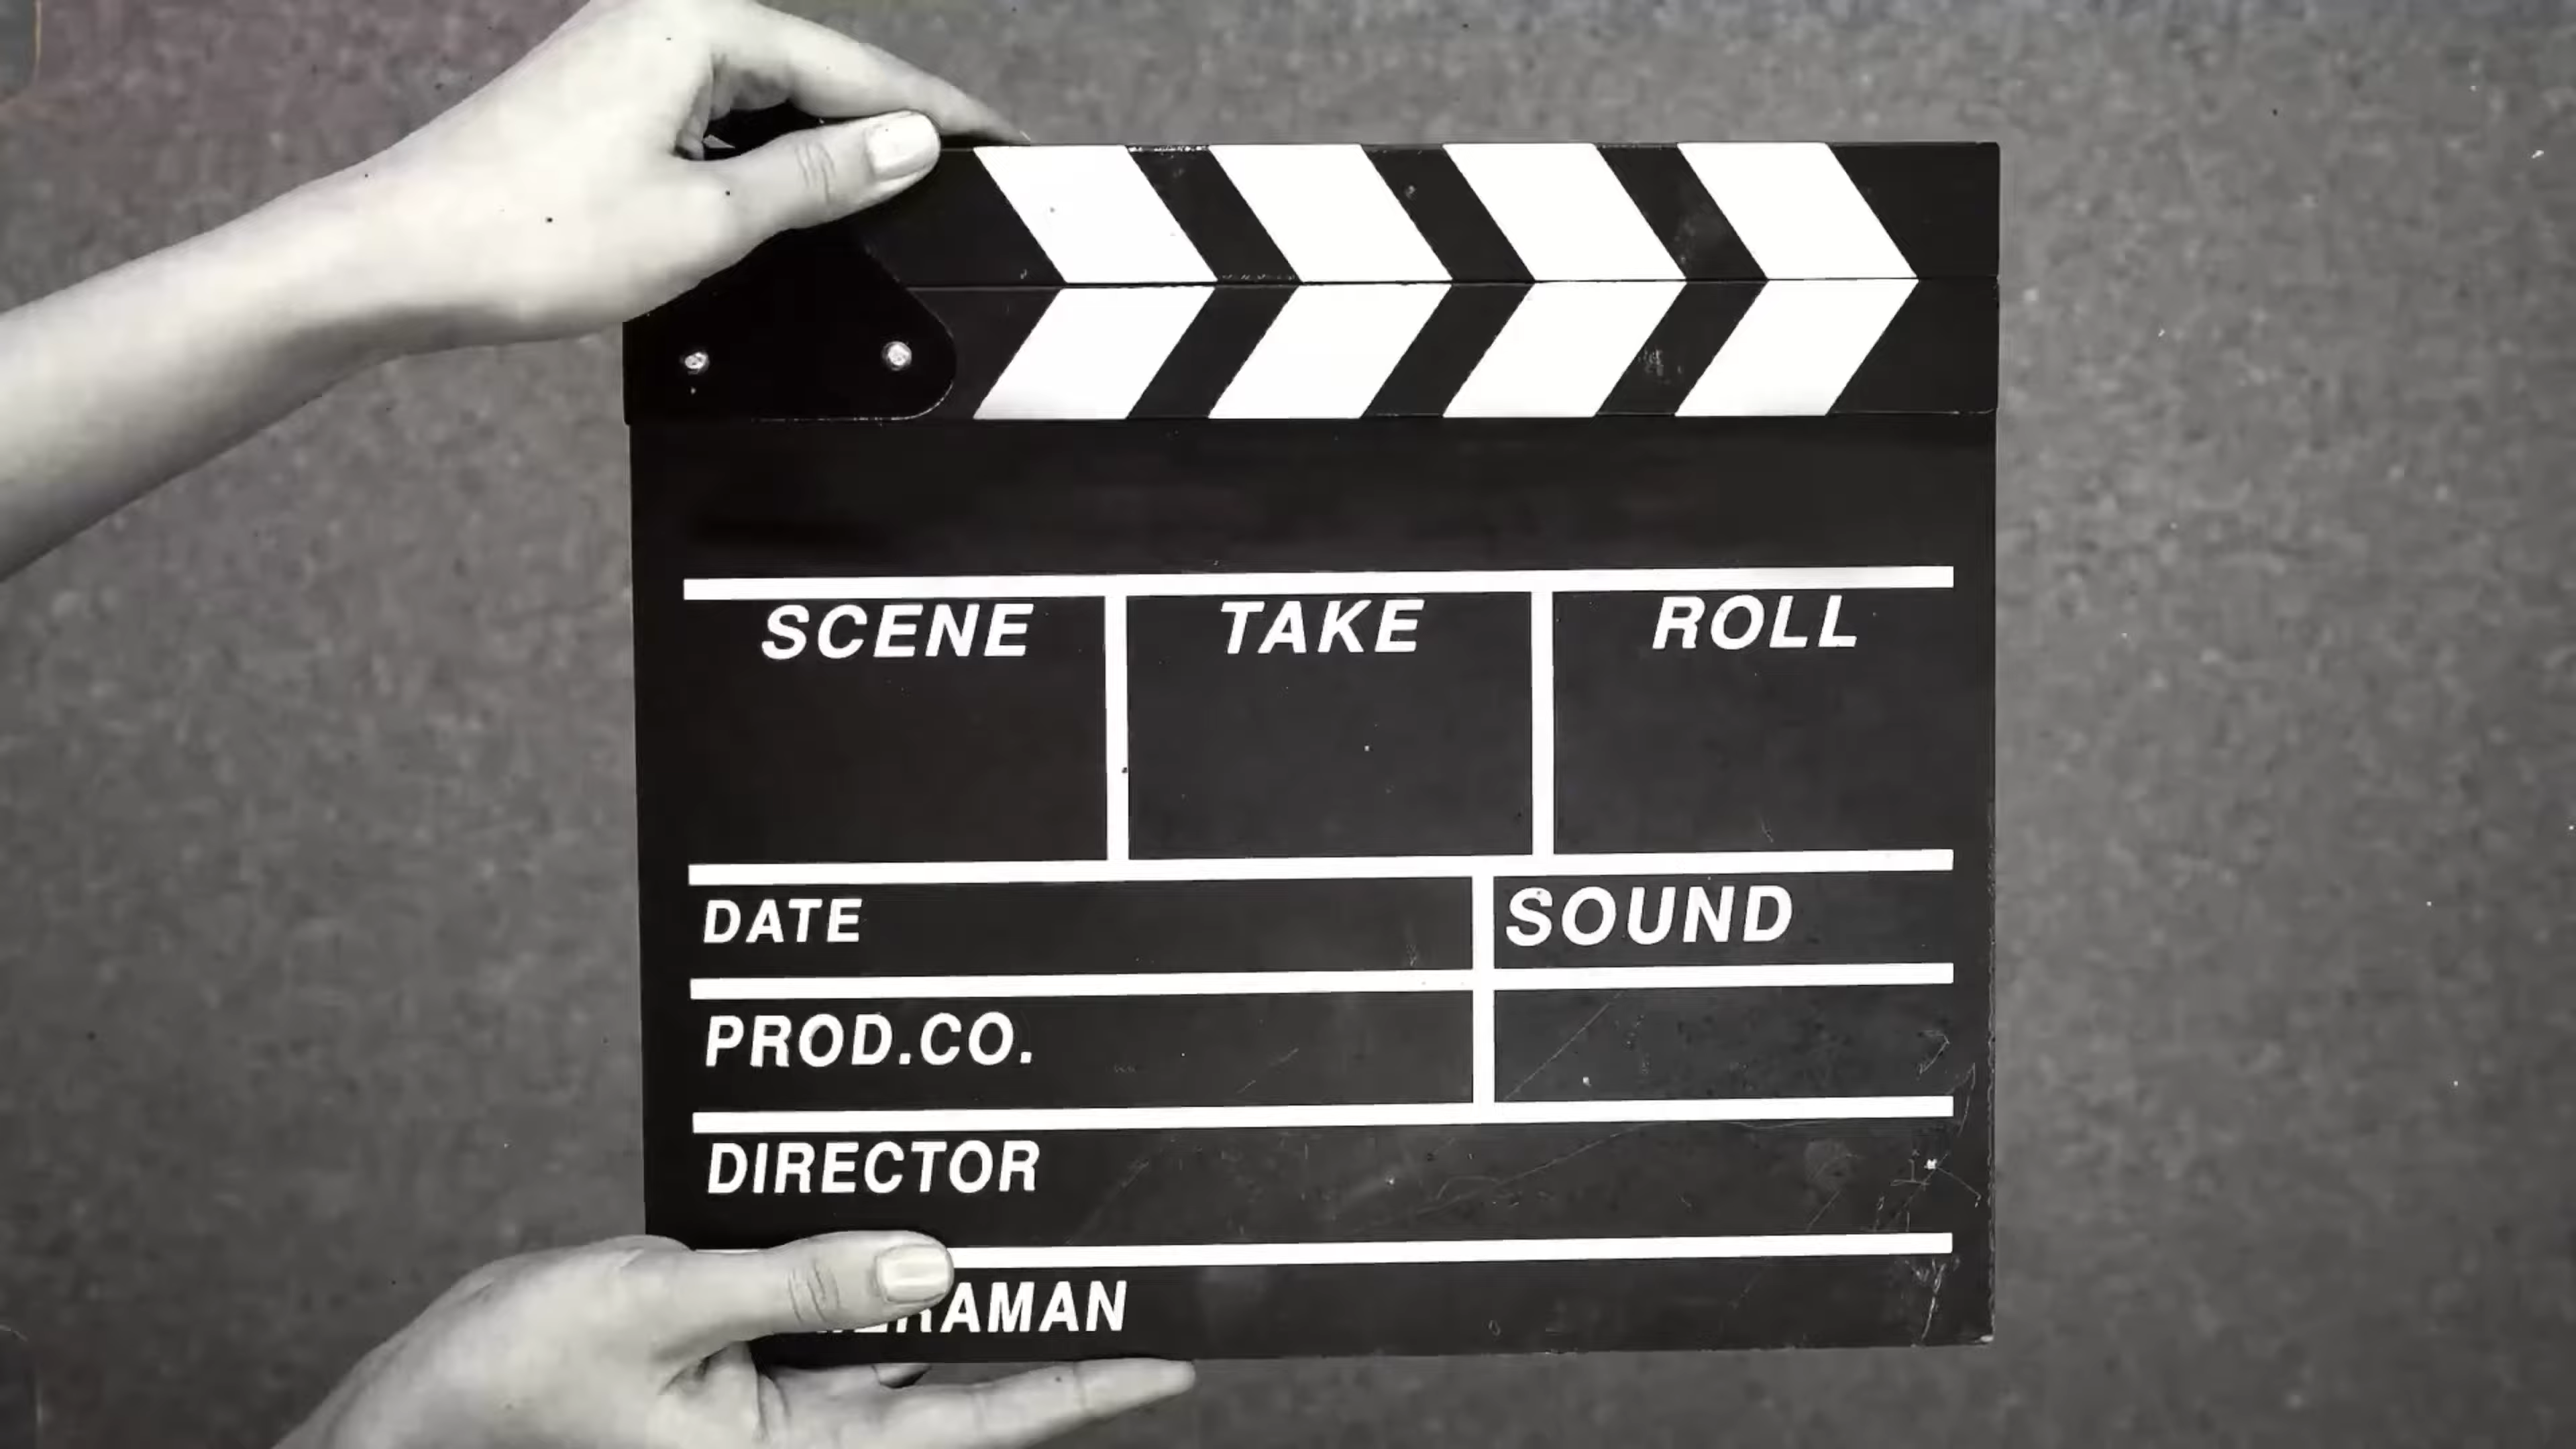 SCENE TAKE ROLL
DATE SOUND
PROD.CO.
DIRECTOR